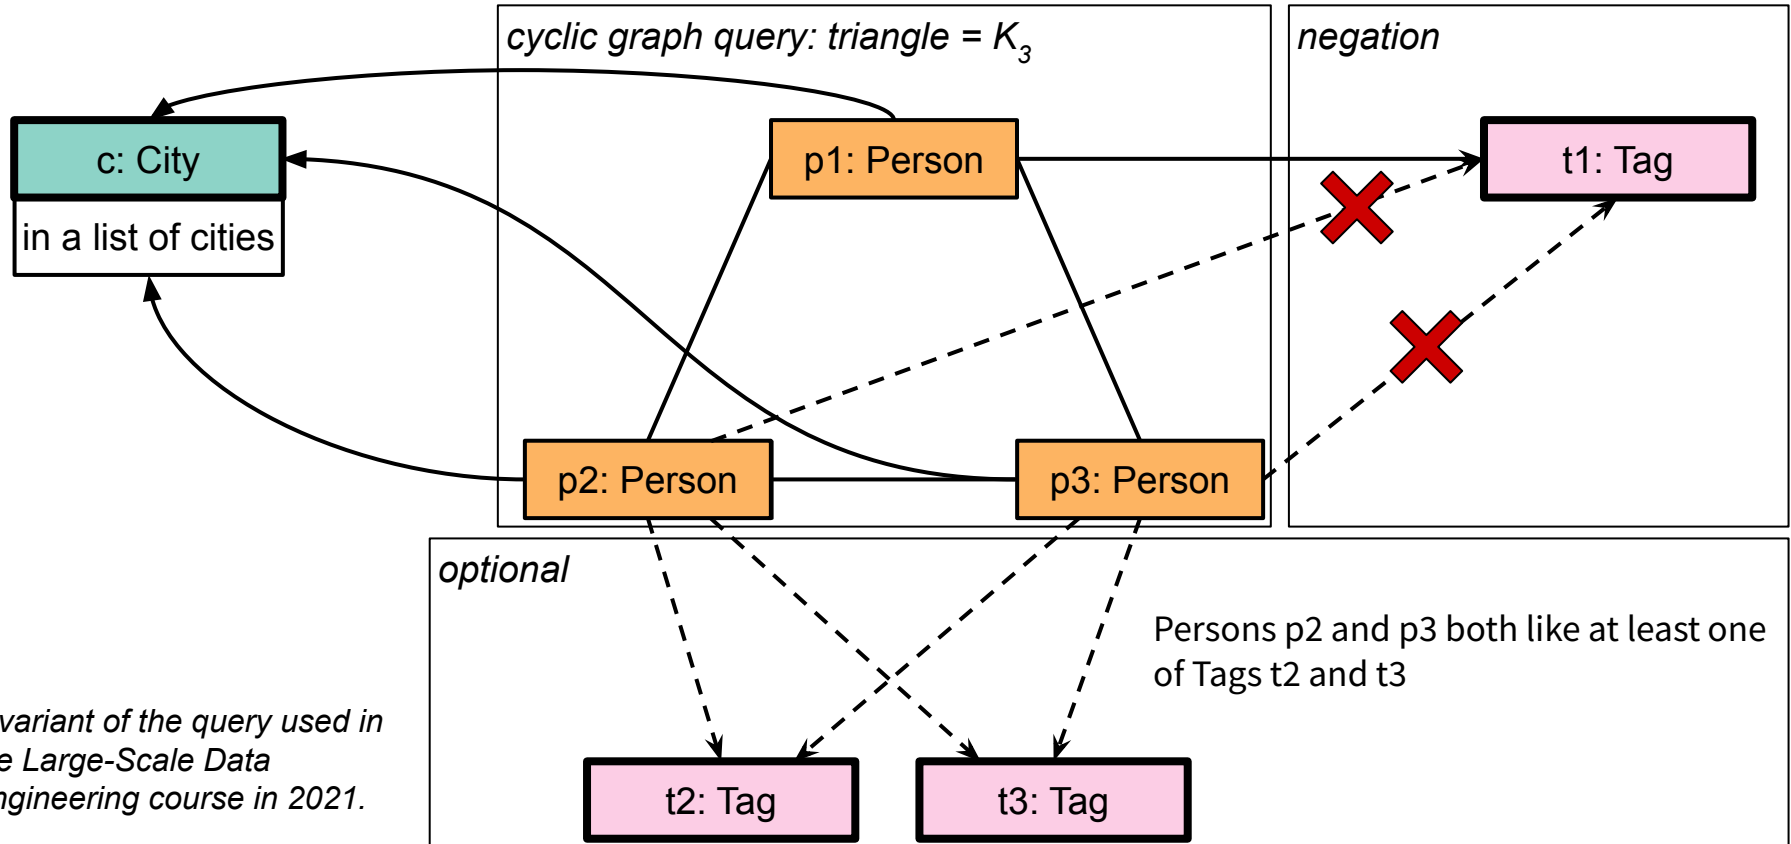 cyclic graph query: triangle = K₃
negation
c: City
in a list of cities
p1: Person
t1: Tag
p2: Person
p3: Person
optional
Persons p2 and p3 both like at least one
of Tags t2 and t3
variant of the query used in
e Large-Scale Data
ngineering course in 2021.
t2: Tag
t3: Tag